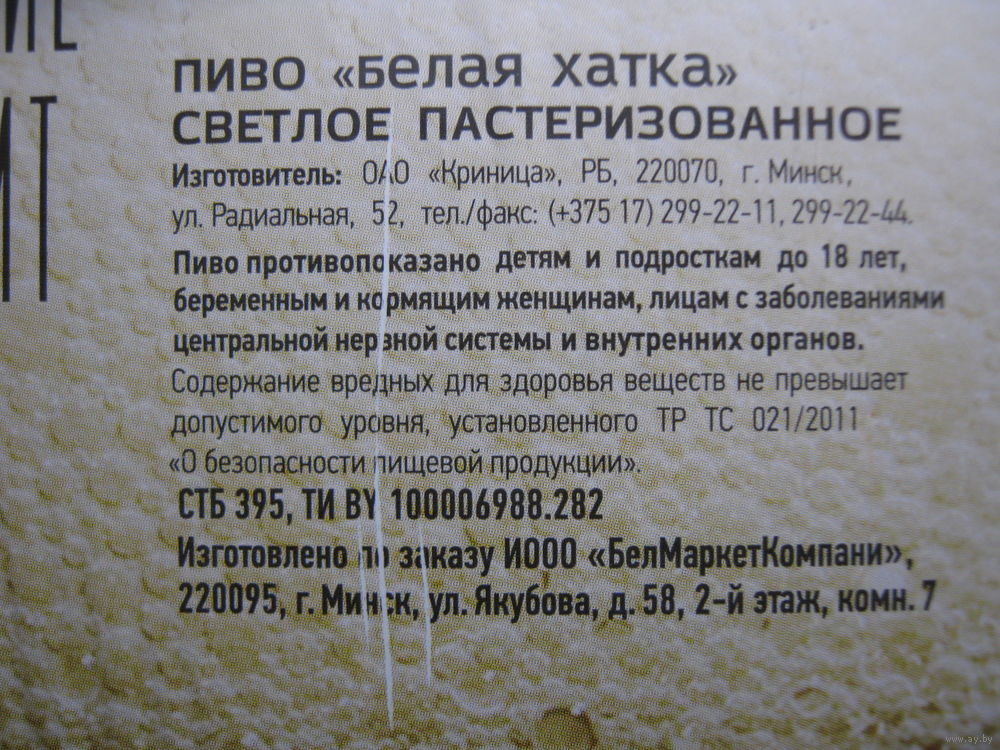 ПИВО «Белая хатка»
СВЕТЛОЕ ПАСТЕРИЗОВАННОЕ
Изготовитель: ОАО «Криница», РБ, 220070, г. Минск,
ул. Радиальная, 52, тел./факс: (+375 17) 299-22-11, 299-22-44.
Пиво противопоказано детям и подросткам до 18 лет,
беременным и кормящим женщинам, лицам с заболеваниями
центральной нервной системы и внутренних органов.
Содержание вредных для здоровья веществ не превышает
допустимого уровня, установленного ТР ТС 021/2011
«О безопасности пищевой продукции».
СТБ 395, ТИ BY 100006988.282
Изготовлено по заказу ИООО «БелМаркетКомпани»,
220095, г. Минск, ул. Якубова, д. 58, 2-й этаж, комн. 7
www.ay.by